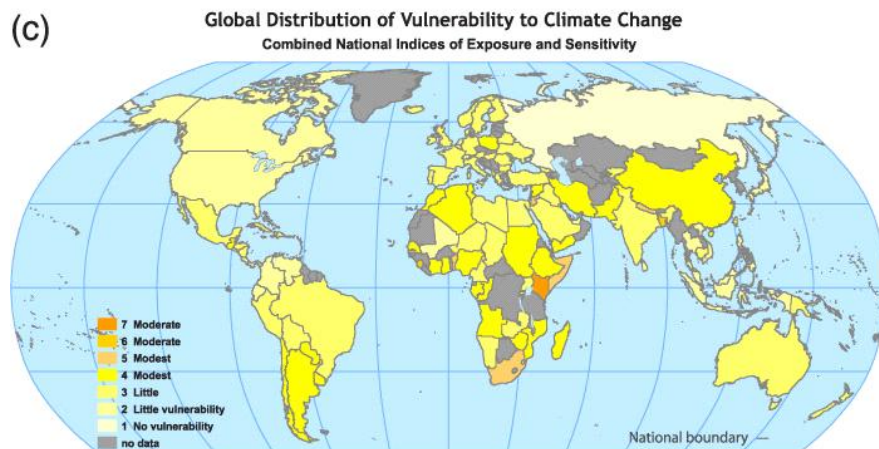 (c)
Global Distribution of Vulnerability to Climate Change
Combined National Indices of Exposure and Sensitivity
7 Moderate
6 Moderate
5 Modest
4 Modest
3 Little
2 Little vulnerability
1 No vulnerability
no data
National boundary